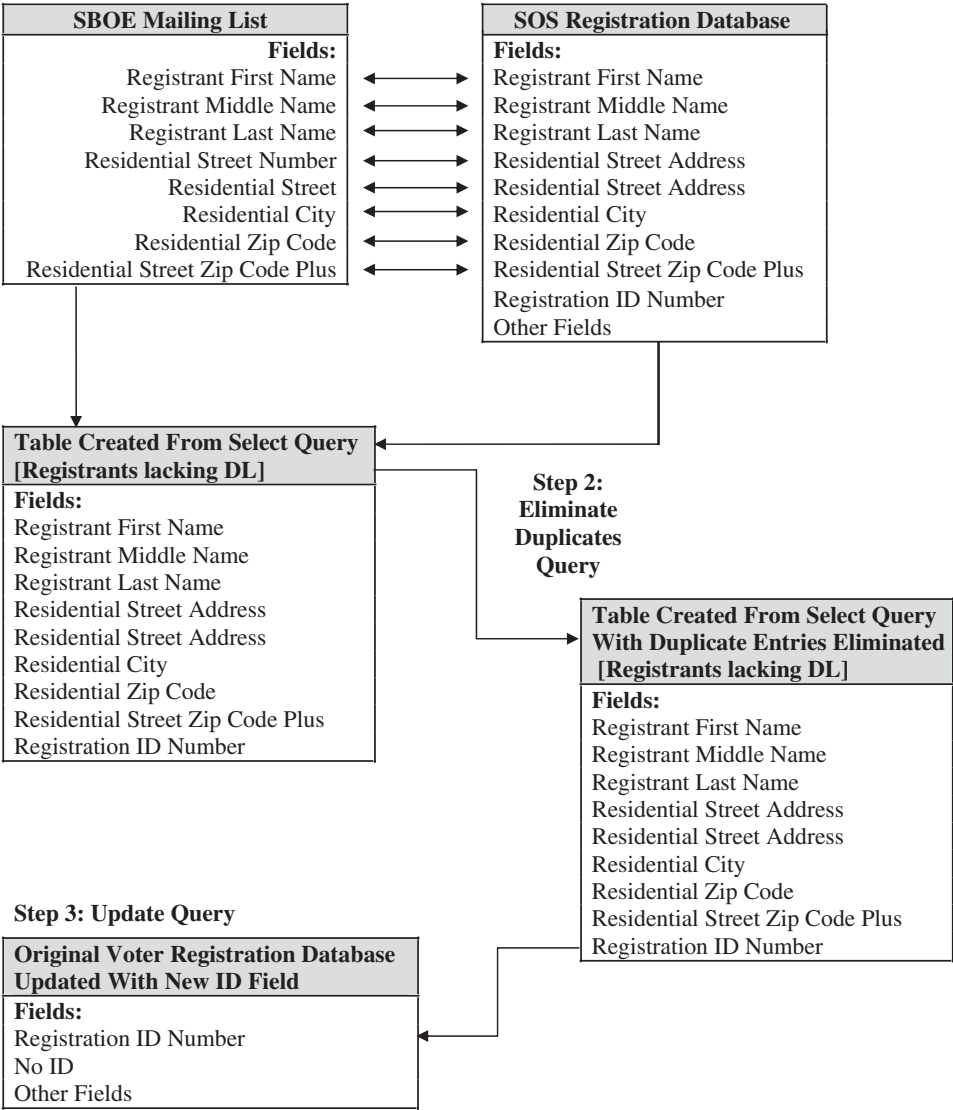 SBOE Mailing List
Fields:
Registrant First Name
Registrant Middle Name
Registrant Last Name
Residential Street Number
Residential Street
Residential City
Residential Zip Code
Residential Street Zip Code Plus
SOS Registration Database
Fields:
Registrant First Name
Registrant Middle Name
Registrant Last Name
Residential Street Address
Residential Street Address
Residential City
Residential Zip Code
Residential Street Zip Code Plus
Registration ID Number
Other Fields
Table Created From Select Query
[Registrants lacking DL]
Fields:
Registrant First Name
Registrant Middle Name
Registrant Last Name
Residential Street Address
Residential Street Address
Residential City
Residential Zip Code
Residential Street Zip Code Plus
Registration ID Number
Step 2:
Eliminate
Duplicates
Query
Table Created From Select Query
With Duplicate Entries Eliminated
[Registrants lacking DL]
Fields:
Registrant First Name
Registrant Middle Name
Registrant Last Name
Residential Street Address
Residential Street Address
Residential City
Residential Zip Code
Residential Street Zip Code Plus
Registration ID Number
Step 3: Update Query
Original Voter Registration Database
Updated With New ID Field
Fields:
Registration ID Number
No ID
Other Fields